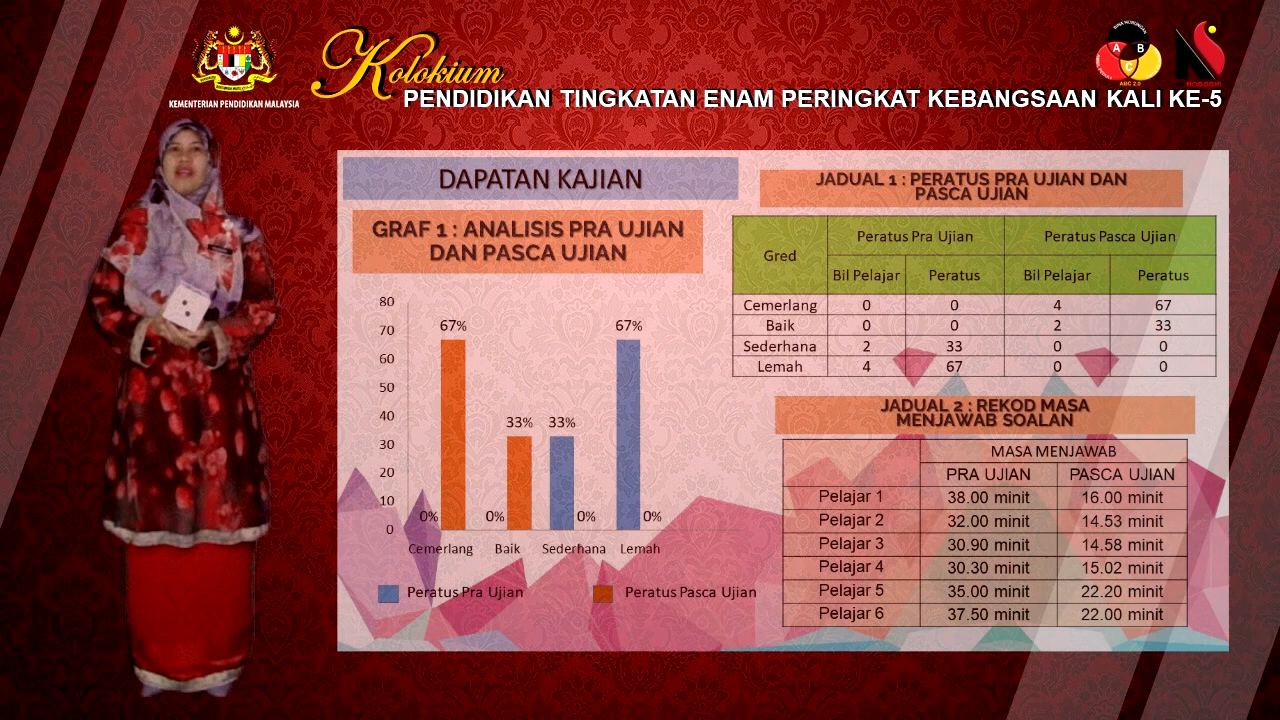 KEMENTERIAN PENDIDIKAN MALAYSIA
Kolokium
PENDIDIKAN TINGKATAN ENAM PERINGKAT KEBANGSAAN KALI KE-5
A B
C
ABC 2.0
DAPATAN KAJIAN
GRAF 1 : ANALISIS PRA UJIAN
DAN PASCA UJIAN
80
70
60
50
40
30
20
10
0
67% 67%
33% 33%
0% 0% 0% 0%
Cemerlang Baik Sederhana Lemah
Peratus Pra Ujian Peratus Pasca Ujian
JADUAL 1 : PERATUS PRA UJIAN DAN
PASCA UJIAN
Gred Peratus Pra Ujian Peratus Pasca Ujian
Bil Pelajar Peratus Bil Pelajar Peratus
Cemerlang 0 0 4 67
Baik 0 0 2 33
Sederhana 2 33 0 0
Lemah 4 67 0 0
JADUAL 2 : REKOD MASA
MENJAWAB SOALAN
MASA MENJAWAB
PRA UJIAN PASCA UJIAN
Pelajar 1 38.00 minit 16.00 minit
Pelajar 2 32.00 minit 14.53 minit
Pelajar 3 30.90 minit 14.58 minit
Pelajar 4 30.30 minit 15.02 minit
Pelajar 5 35.00 minit 22.20 minit
Pelajar 6 37.50 minit 22.00 minit